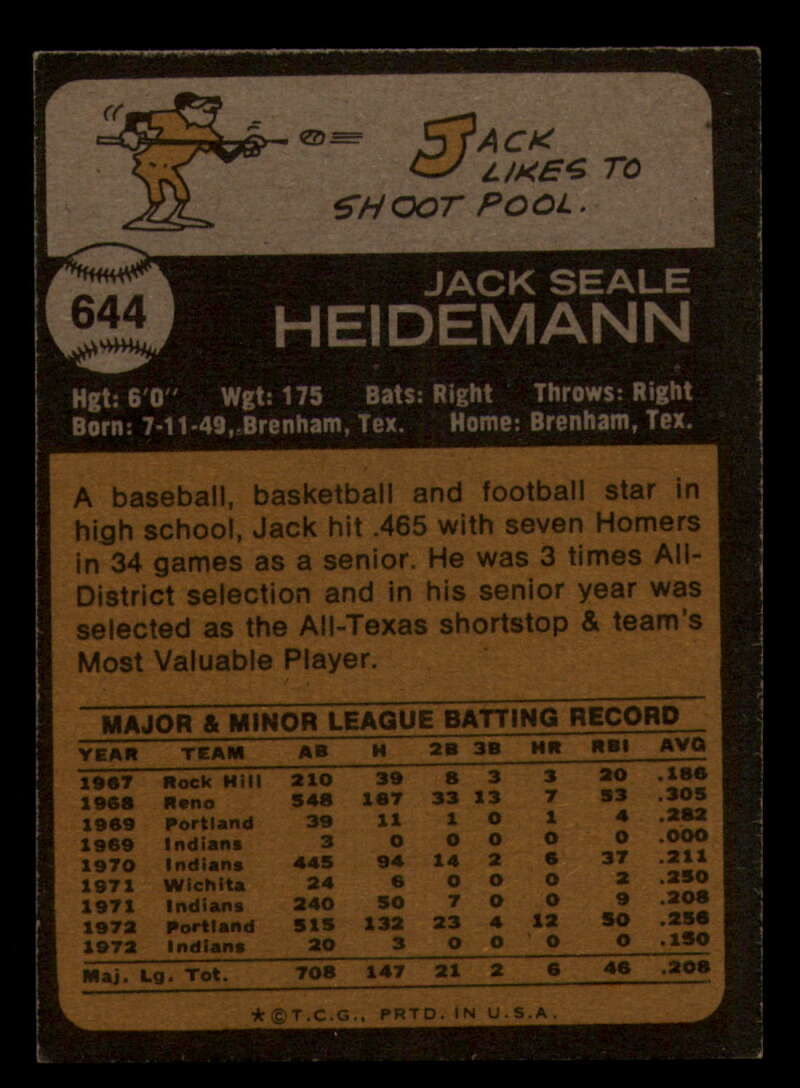 JACK
LIKES TO
SHOOT POOL.
644
JACK SEALE
HEIDEMANN
Hgt: 6'0" Wgt: 175 Bats: Right Throws: Right
Born: 7-11-49, Brenham, Tex. Home: Brenham, Tex.
A baseball, basketball and football star in
high school, Jack hit .465 with seven Homers
in 34 games as a senior. He was 3 times All-
District selection and in his senior year was
selected as the All-Texas shortstop & team's
Most Valuable Player.
MAJOR & MINOR LEAGUE BATTING RECORD
YEAR TEAM AB H 2B 3B HR RBI AVG
1967 Rock Hill 210 39 8 3 3 20 .186
1968 Reno 548 167 33 13 7 53 .305
1969 Portland 39 11 1 0 1 4 .282
1969 Indians 3 0 0 0 0 0 .000
1970 Indians 445 94 14 2 6 37 .211
1971 Wichita 24 6 0 0 0 2 .250
1971 Indians 240 50 7 0 0 9 .208
1972 Portland 515 132 23 4 12 50 .256
1972 Indians 20 3 0 0 0 0 .150
Maj. Lg. Tot. 708 147 21 2 6 46 .208
★©T.C.G., PRTD. IN U.S.A.